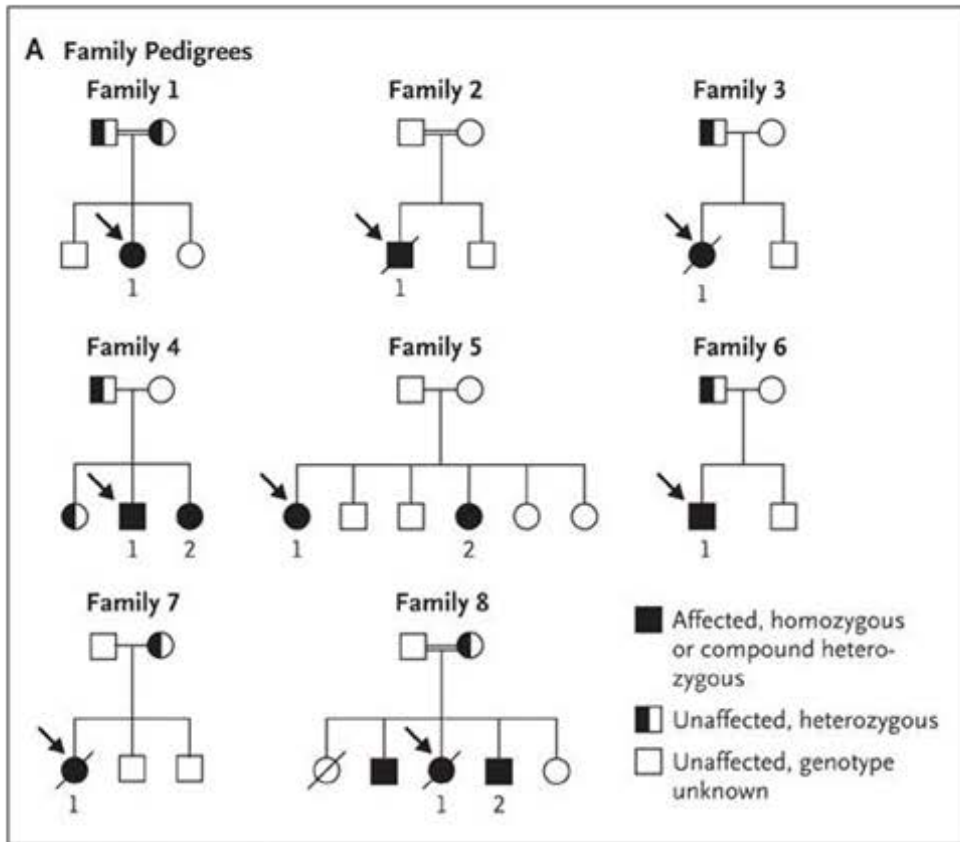 A Family Pedigrees
Family 1
Family 2
Family 3
1
1
1
Family 4
Family 5
Family 6
1
2
1
2
1
Family 7
Family 8
1
1
2
Affected, homozygous
or compound hetero-
zygous
Unaffected, heterozygous
Unaffected, genotype
unknown